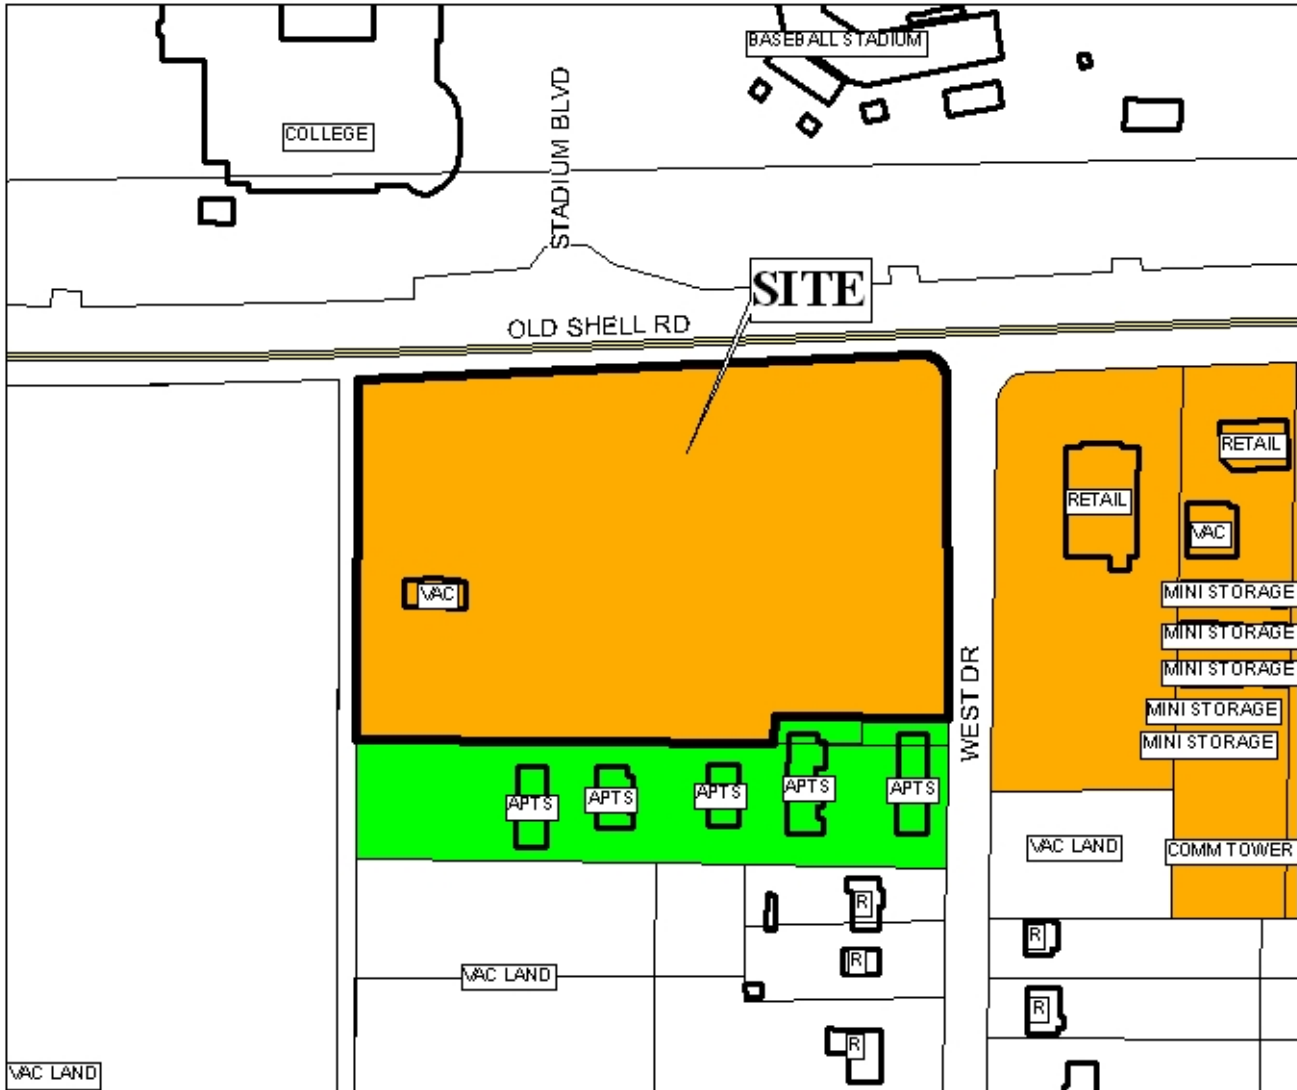 BASEBALL STADIUM
COLLEGE
STADIUM BLVD
SITE
OLD SHELL RD
RETAIL
RETAIL
VAC
VAC
MINI STORAGE
MINI STORAGE
MINI STORAGE
MINI STORAGE
MINI STORAGE
WEST DR
APTS
APTS
APTS
APTS
APTS
VAC LAND
COMM TOWER
R
R
R
VAC LAND
R
R
VAC LAND